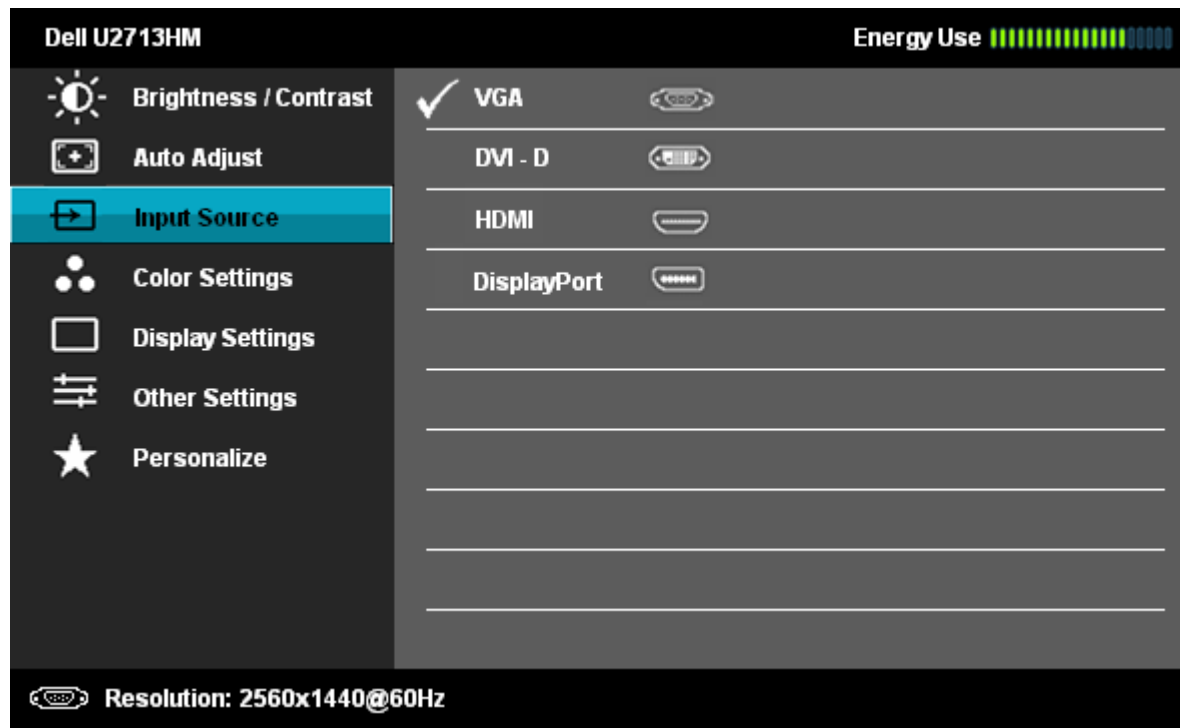 Dell U2713HM Energy Use
Brightness / Contrast VGA
Auto Adjust DVI - D
Input Source HDMI
Color Settings DisplayPort
Display Settings
Other Settings
Personalize
Resolution: 2560x1440@60Hz